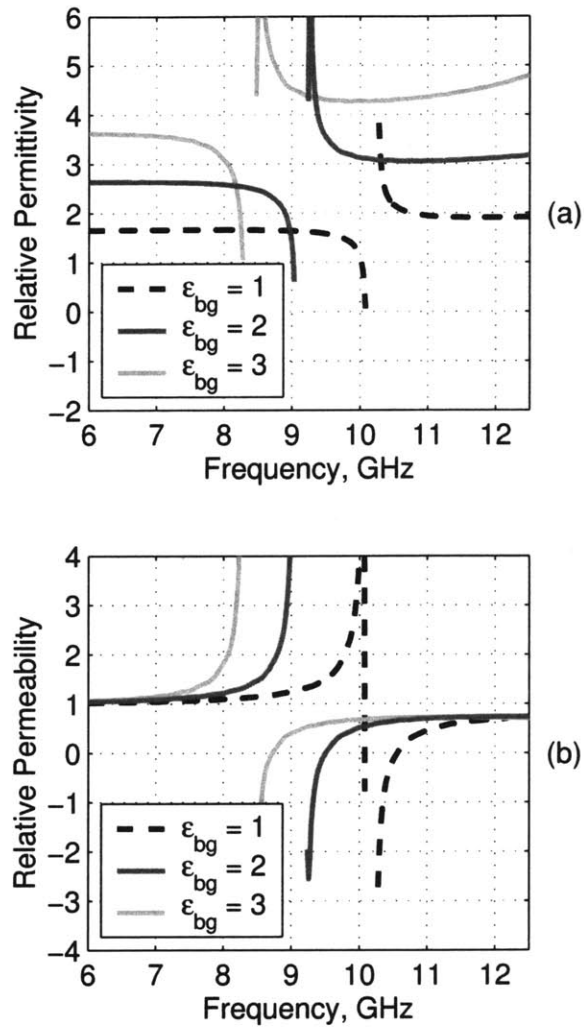 6
5
4
3
2
1
0
−1
−2
Relative Permittivity
ε_bg = 1
ε_bg = 2
ε_bg = 3
6 7 8 9 10 11 12
Frequency, GHz
(a)
4
3
2
1
0
−1
−2
−3
−4
Relative Permeability
ε_bg = 1
ε_bg = 2
ε_bg = 3
6 7 8 9 10 11 12
Frequency, GHz
(b)